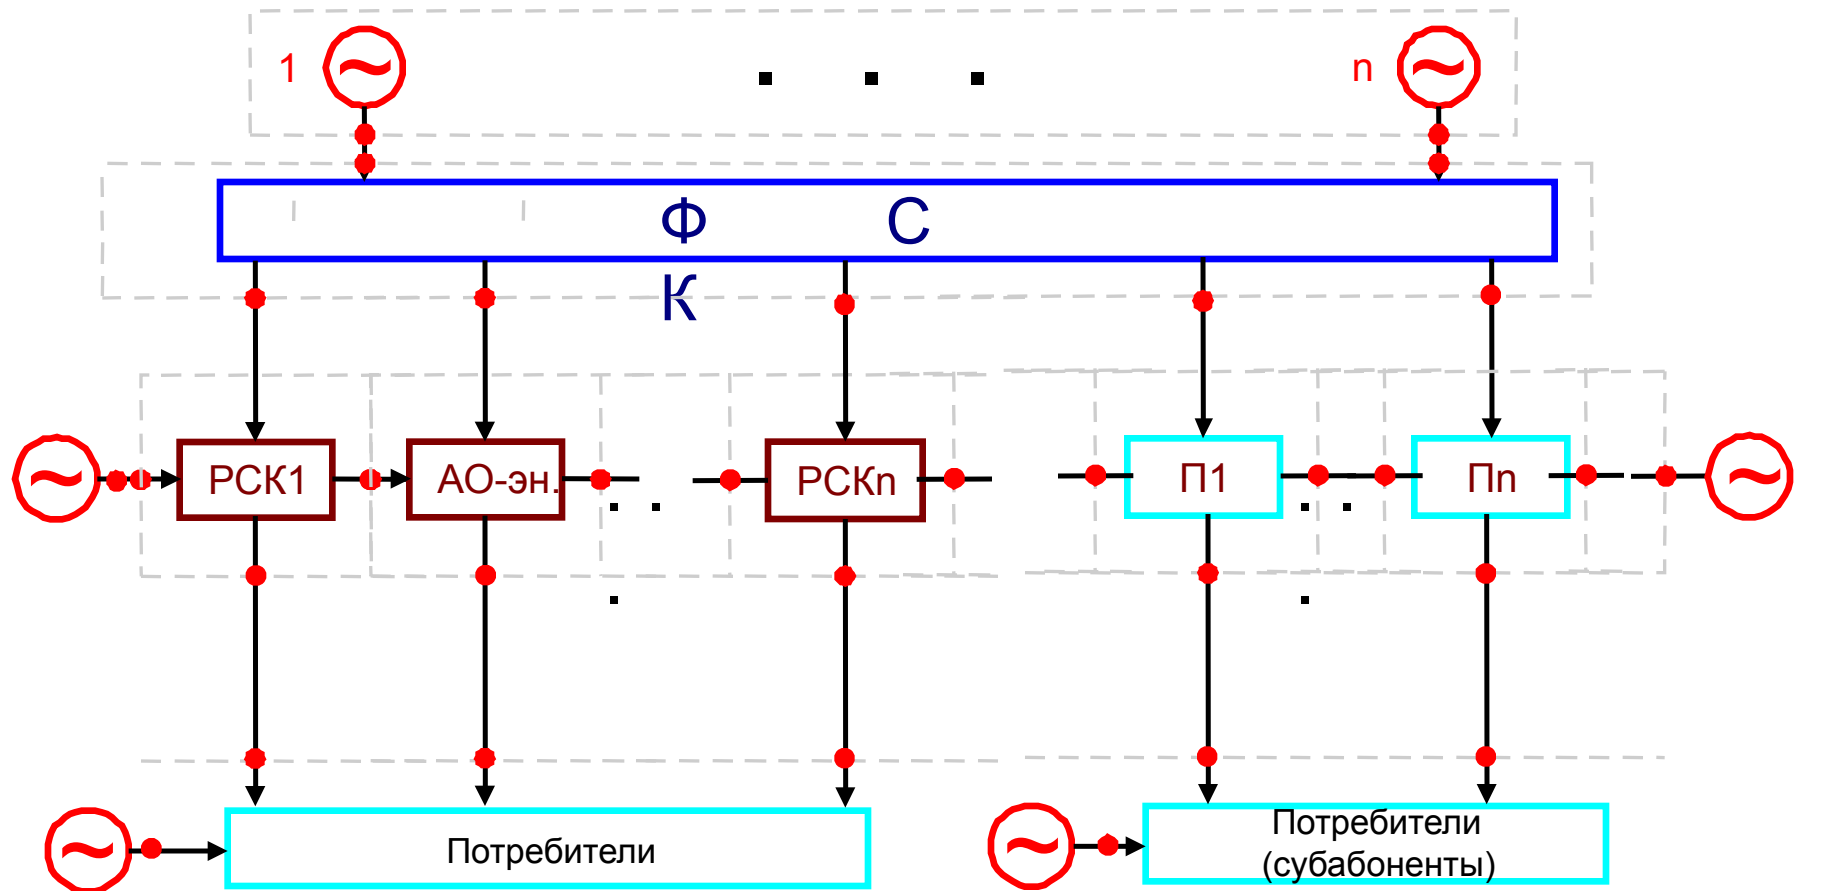 1
n
Ф С
К
РСК1
АО-эн.
РСКn
П1
Пn
Потребители
Потребители
(субабоненты)